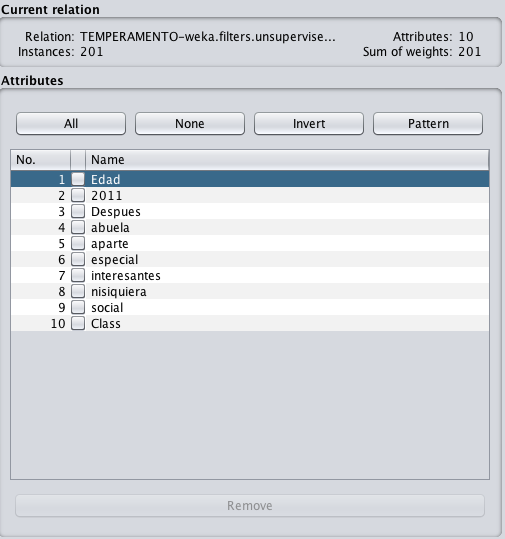 Current relation
Relation: TEMPERAMENTO-weka.filters.unsupervise... Attributes: 10
Instances: 201 Sum of weights: 201
Attributes
All None Invert Pattern
No. Name
1 Edad
2 2011
3 Despues
4 abuela
5 aparte
6 especial
7 interesantes
8 nisiquiera
9 social
10 Class
Remove